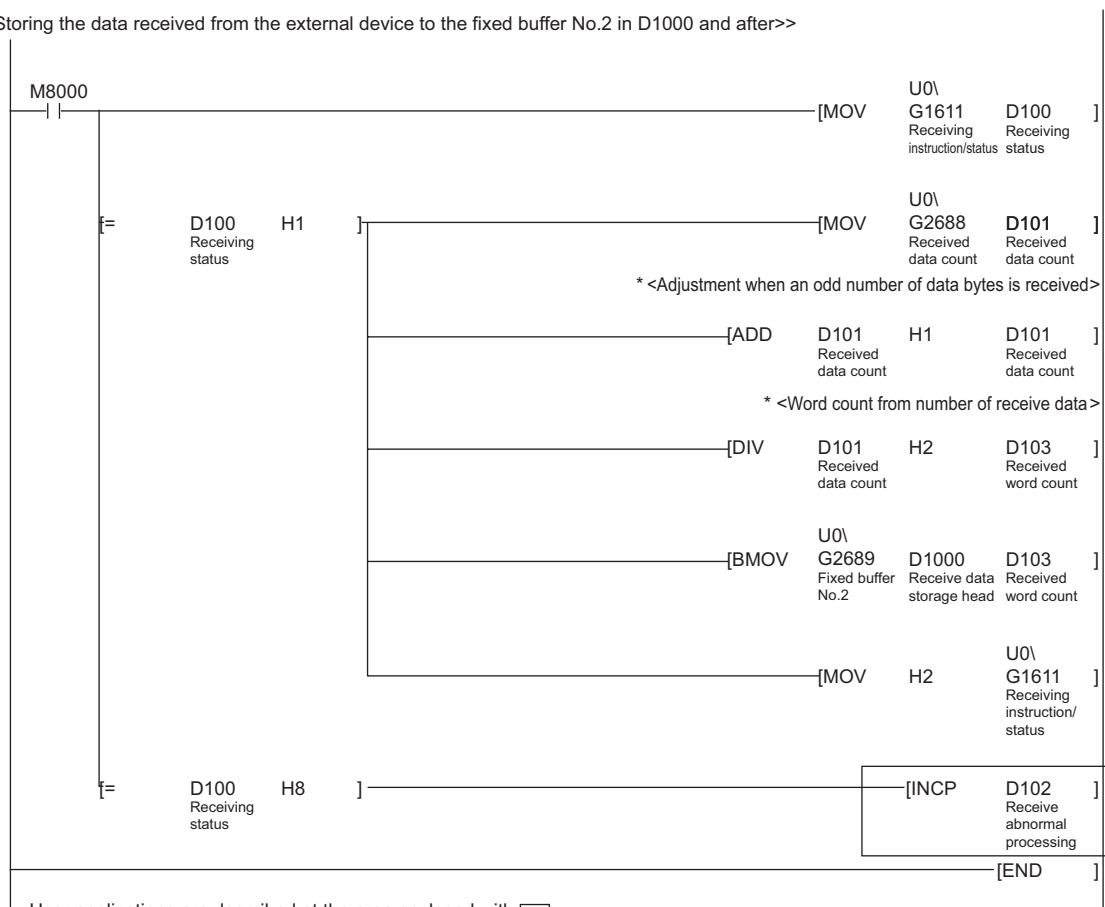 Storing the data received from the external device to the fixed buffer No.2 in D1000 and after>>
M8000
[MOV U0\ G1611 D100 ]
Receiving instruction/status Receiving status
[= D100 H1 ] [MOV U0\ G2688 D101 ]
Receiving status Received data count Received data count
* <Adjustment when an odd number of data bytes is received>
[ADD D101 H1 D101 ]
Received data count Received data count
* <Word count from number of receive data>
[DIV D101 H2 D103 ]
Received data count Received word count
[BMOV U0\ G2689 D1000 D103 ]
Fixed buffer No.2 Receive data storage head Received word count
[MOV H2 U0\ G1611 ]
Receiving instruction/ status
[= D100 H8 ] [INCP D102 ]
Receiving status Receive abnormal processing
[END ]